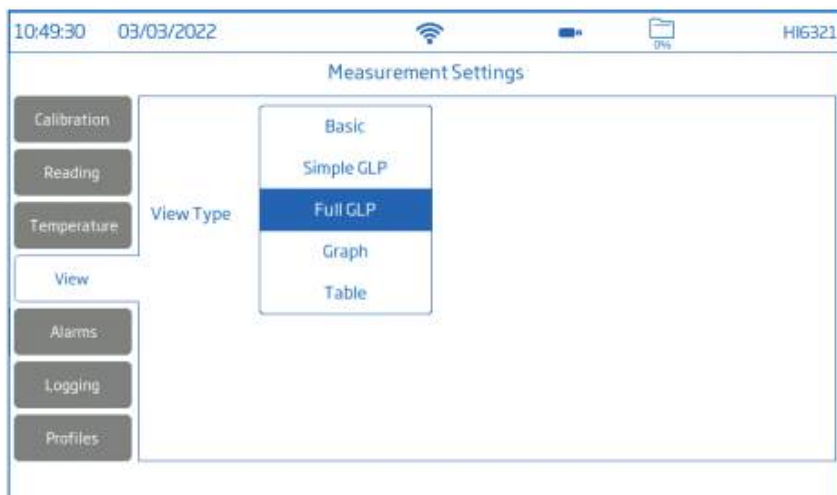 10:49:30 03/03/2022 0% HI6321
Measurement Settings
Calibration
Reading
Temperature
View
Alarms
Logging
Profiles
View Type
Basic
Simple GLP
Full GLP
Graph
Table